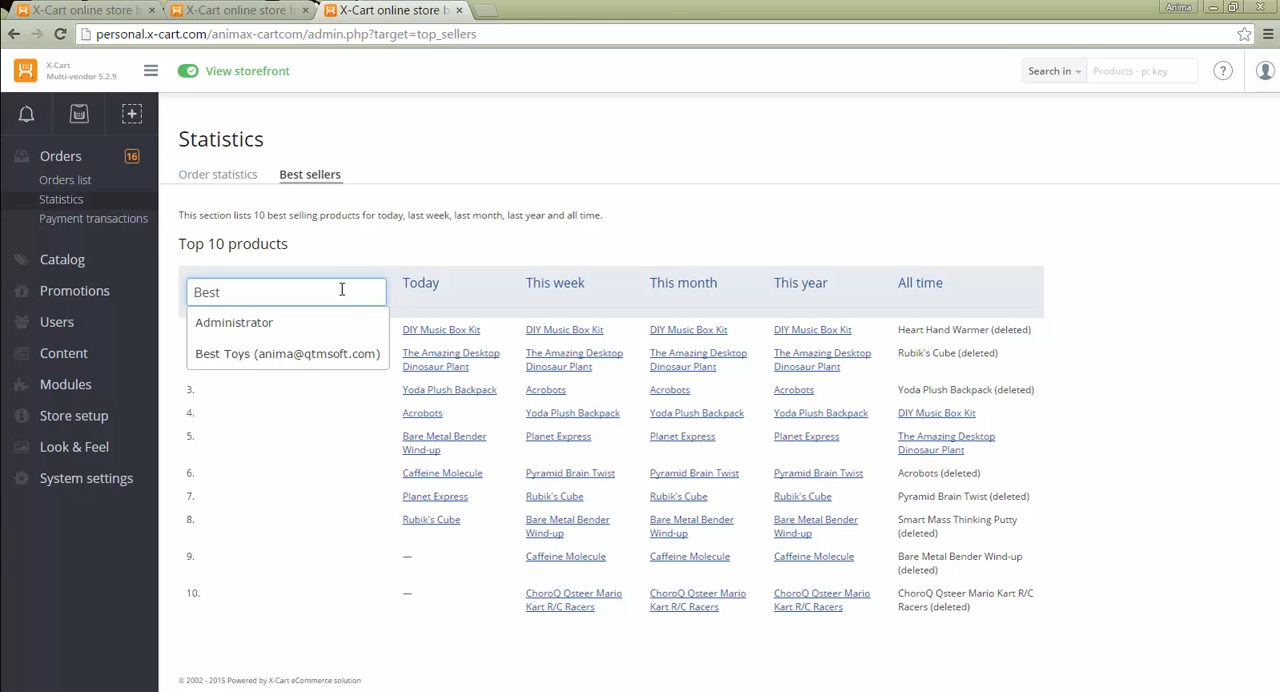 X-Cart online store b
X-Cart online store b
X-Cart online store b
Anima
personal.x-cart.com/animax-cartcom/admin.php?target=top_sellers
X-Cart
Multi-vendor 5.2.9
View storefront
Search in
Products - p: key
?
Orders 16
Orders list
Statistics
Payment transactions
Catalog
Promotions
Users
Content
Modules
Store setup
Look & Feel
System settings
Statistics
Order statistics Best sellers
This section lists 10 best selling products for today, last week, last month, last year and all time.
Top 10 products
Best Today This week This month This year All time
Administrator
Best Toys (anima@qtmsoft.com)
DIY Music Box Kit DIY Music Box Kit DIY Music Box Kit DIY Music Box Kit Heart Hand Warmer (deleted)
The Amazing Desktop The Amazing Desktop The Amazing Desktop The Amazing Desktop Rubik's Cube (deleted)
Dinosaur Plant Dinosaur Plant Dinosaur Plant Dinosaur Plant
3. Yoda Plush Backpack Acrobots Acrobots Acrobots Yoda Plush Backpack (deleted)
4. Acrobots Yoda Plush Backpack Yoda Plush Backpack Yoda Plush Backpack DIY Music Box Kit
5. Bare Metal Bender Planet Express Planet Express Planet Express The Amazing Desktop
Wind-up Dinosaur Plant
6. Caffeine Molecule Pyramid Brain Twist Pyramid Brain Twist Pyramid Brain Twist Acrobots (deleted)
7. Planet Express Rubik's Cube Rubik's Cube Rubik's Cube Pyramid Brain Twist (deleted)
8. Rubik's Cube Bare Metal Bender Bare Metal Bender Bare Metal Bender Smart Mass Thinking Putty
Wind-up Wind-up Wind-up (deleted)
9. — Caffeine Molecule Caffeine Molecule Caffeine Molecule Bare Metal Bender Wind-up
(deleted)
10. — ChoroQ Qsteer Mario ChoroQ Qsteer Mario ChoroQ Qsteer Mario ChoroQ Qsteer Mario Kart R/C
Kart R/C Racers Kart R/C Racers Kart R/C Racers Racers (deleted)
© 2002 - 2015 Powered by X-Cart eCommerce solution